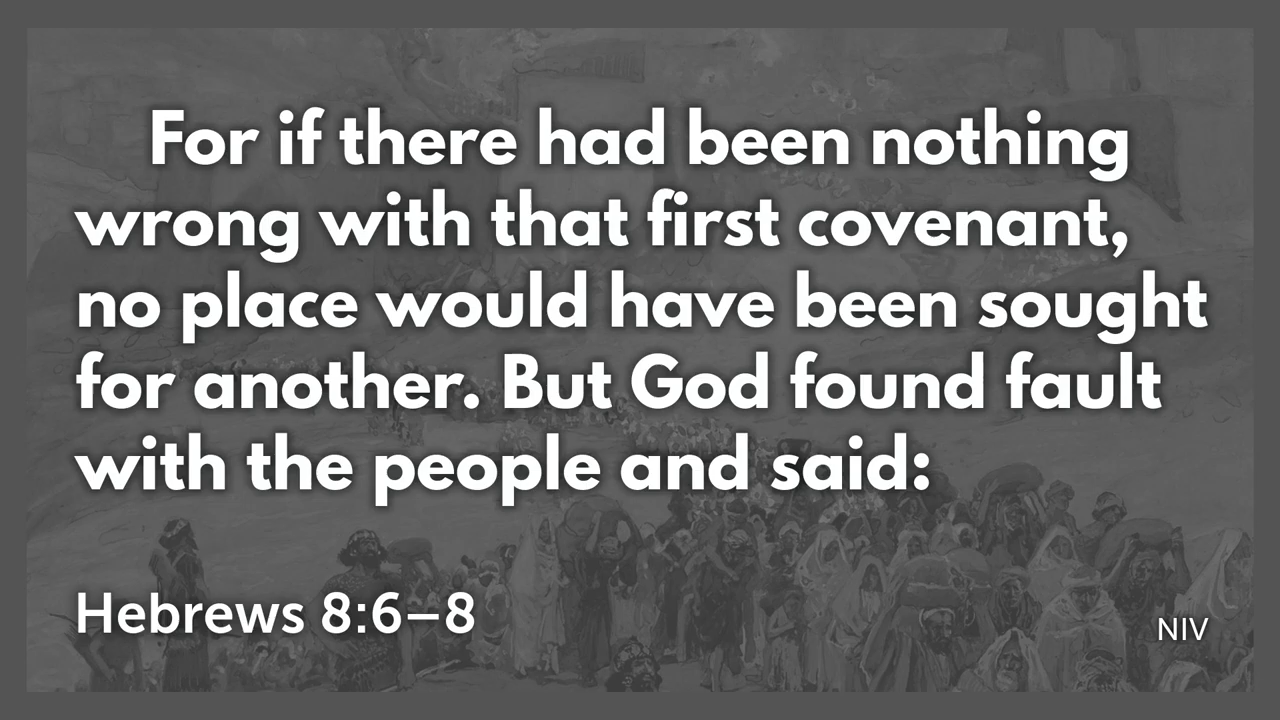 For if there had been nothing
wrong with that first covenant,
no place would have been sought
for another. But God found fault
with the people and said:
Hebrews 8:6–8
NIV